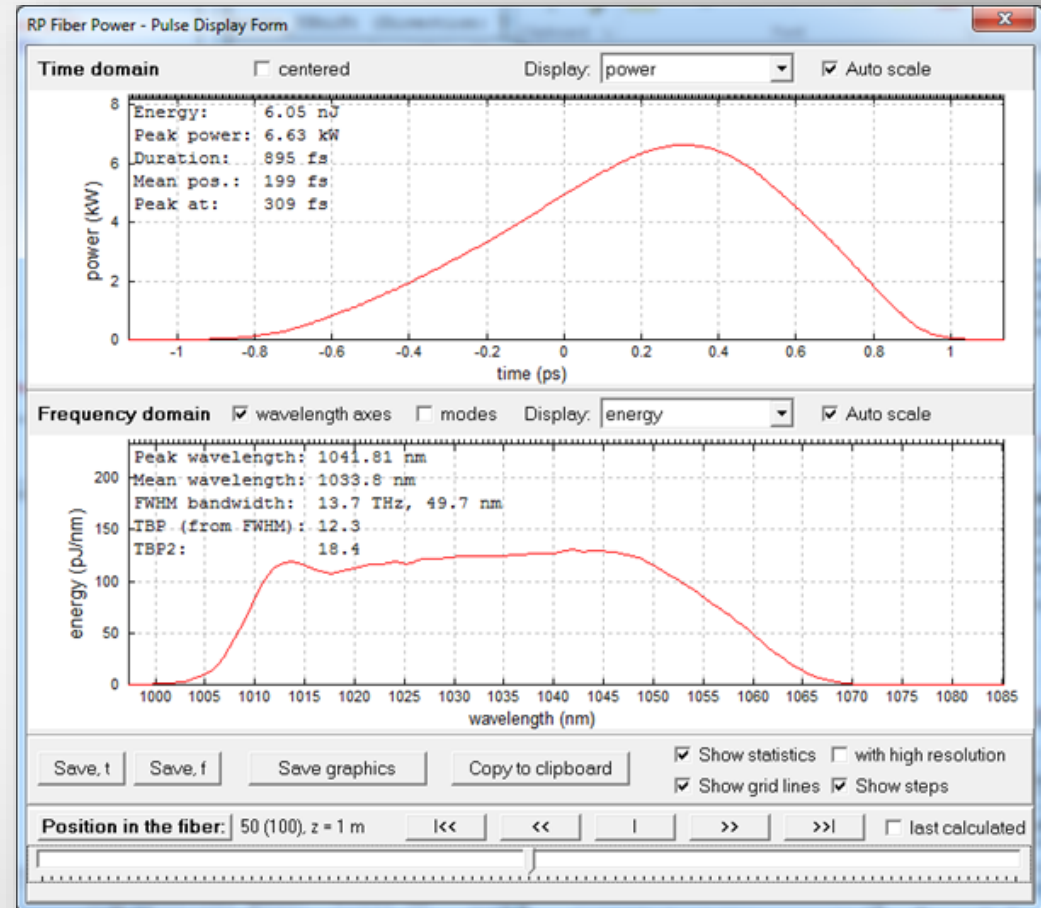 RP Fiber Power - Pulse Display Form
Time domain centered Display: power Auto scale
Energy: 6.05 nJ
Peak power: 6.63 kW
Duration: 895 fs
Mean pos.: 199 fs
Peak at: 309 fs
8
6
4
2
0
power (kW)
-1 -0.8 -0.6 -0.4 -0.2 0 0.2 0.4 0.6 0.8 1
time (ps)
Frequency domain wavelength axes modes Display: energy Auto scale
Peak wavelength: 1041.81 nm
Mean wavelength: 1033.8 nm
FWHM bandwidth: 13.7 THz, 49.7 nm
TBP (from FWHM): 12.3
TBP2: 18.4
200
150
100
50
0
energy (pJ/nm)
1000 1005 1010 1015 1020 1025 1030 1035 1040 1045 1050 1055 1060 1065 1070 1075 1080 1085
wavelength (nm)
Save, t Save, f Save graphics Copy to clipboard Show statistics with high resolution
Show grid lines Show steps
Position in the fiber: 50 (100), z = 1 m |<< << | >> >>| last calculated